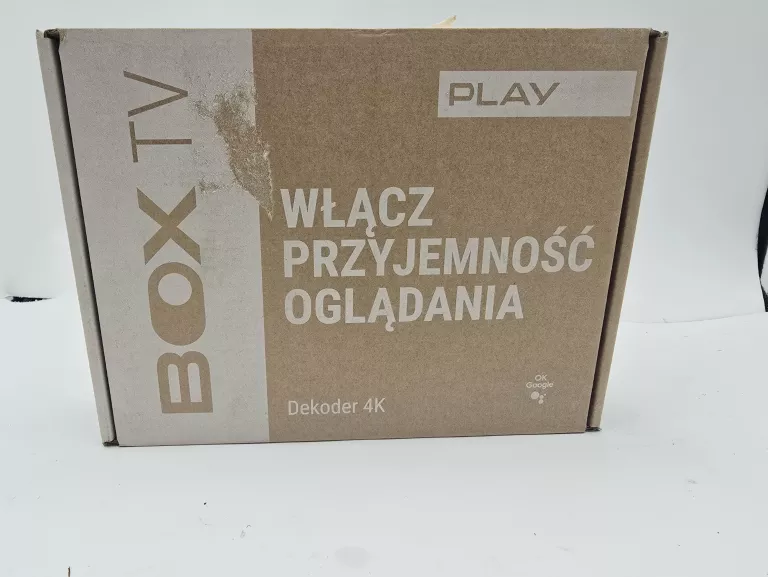 BOX TV
PLAY
WŁĄCZ
PRZYJEMNOŚĆ
OGLĄDANIA
Dekoder 4K
OK
Google